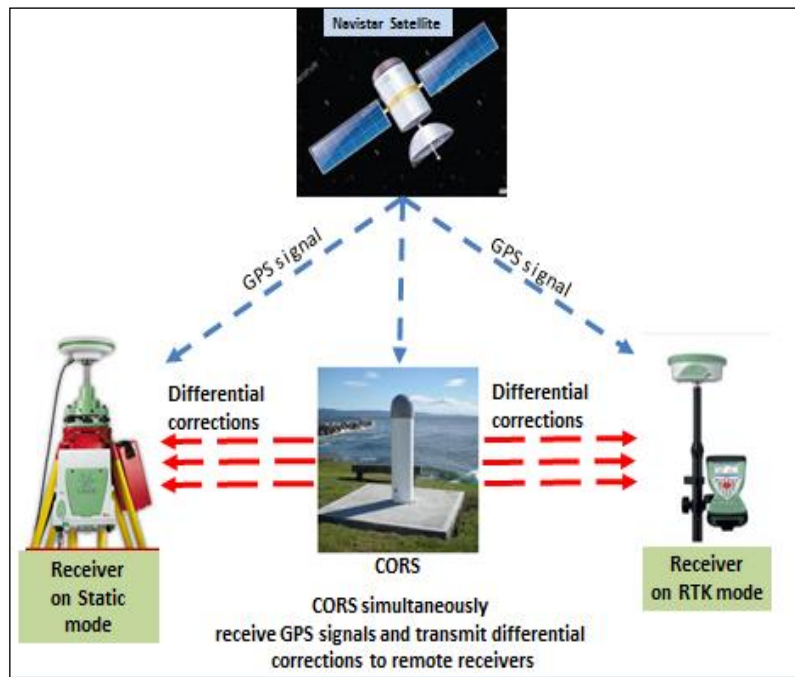 Navistar Satellite
GPS signal
GPS signal
Differential
corrections
Differential
corrections
CORS
Receiver
on Static
mode
Receiver
on RTK mode
CORS simultaneously
receive GPS signals and transmit differential
corrections to remote receivers